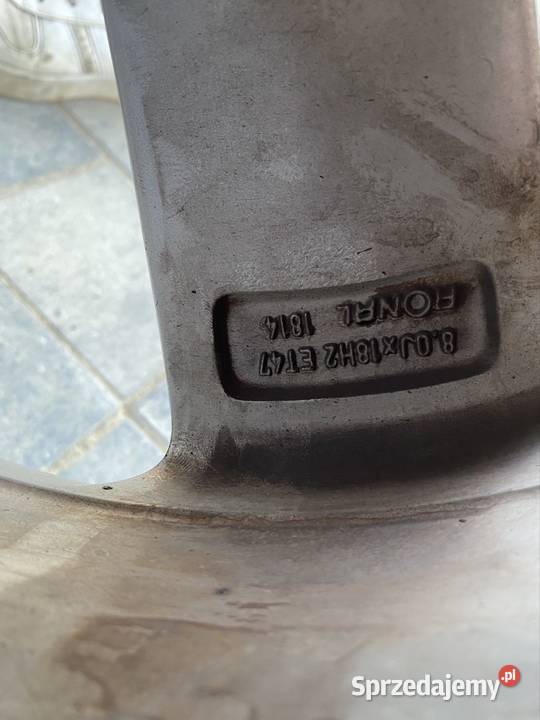 8.0Jx18H2 ET47
RONAL 1814
Sprzedajemy.pl